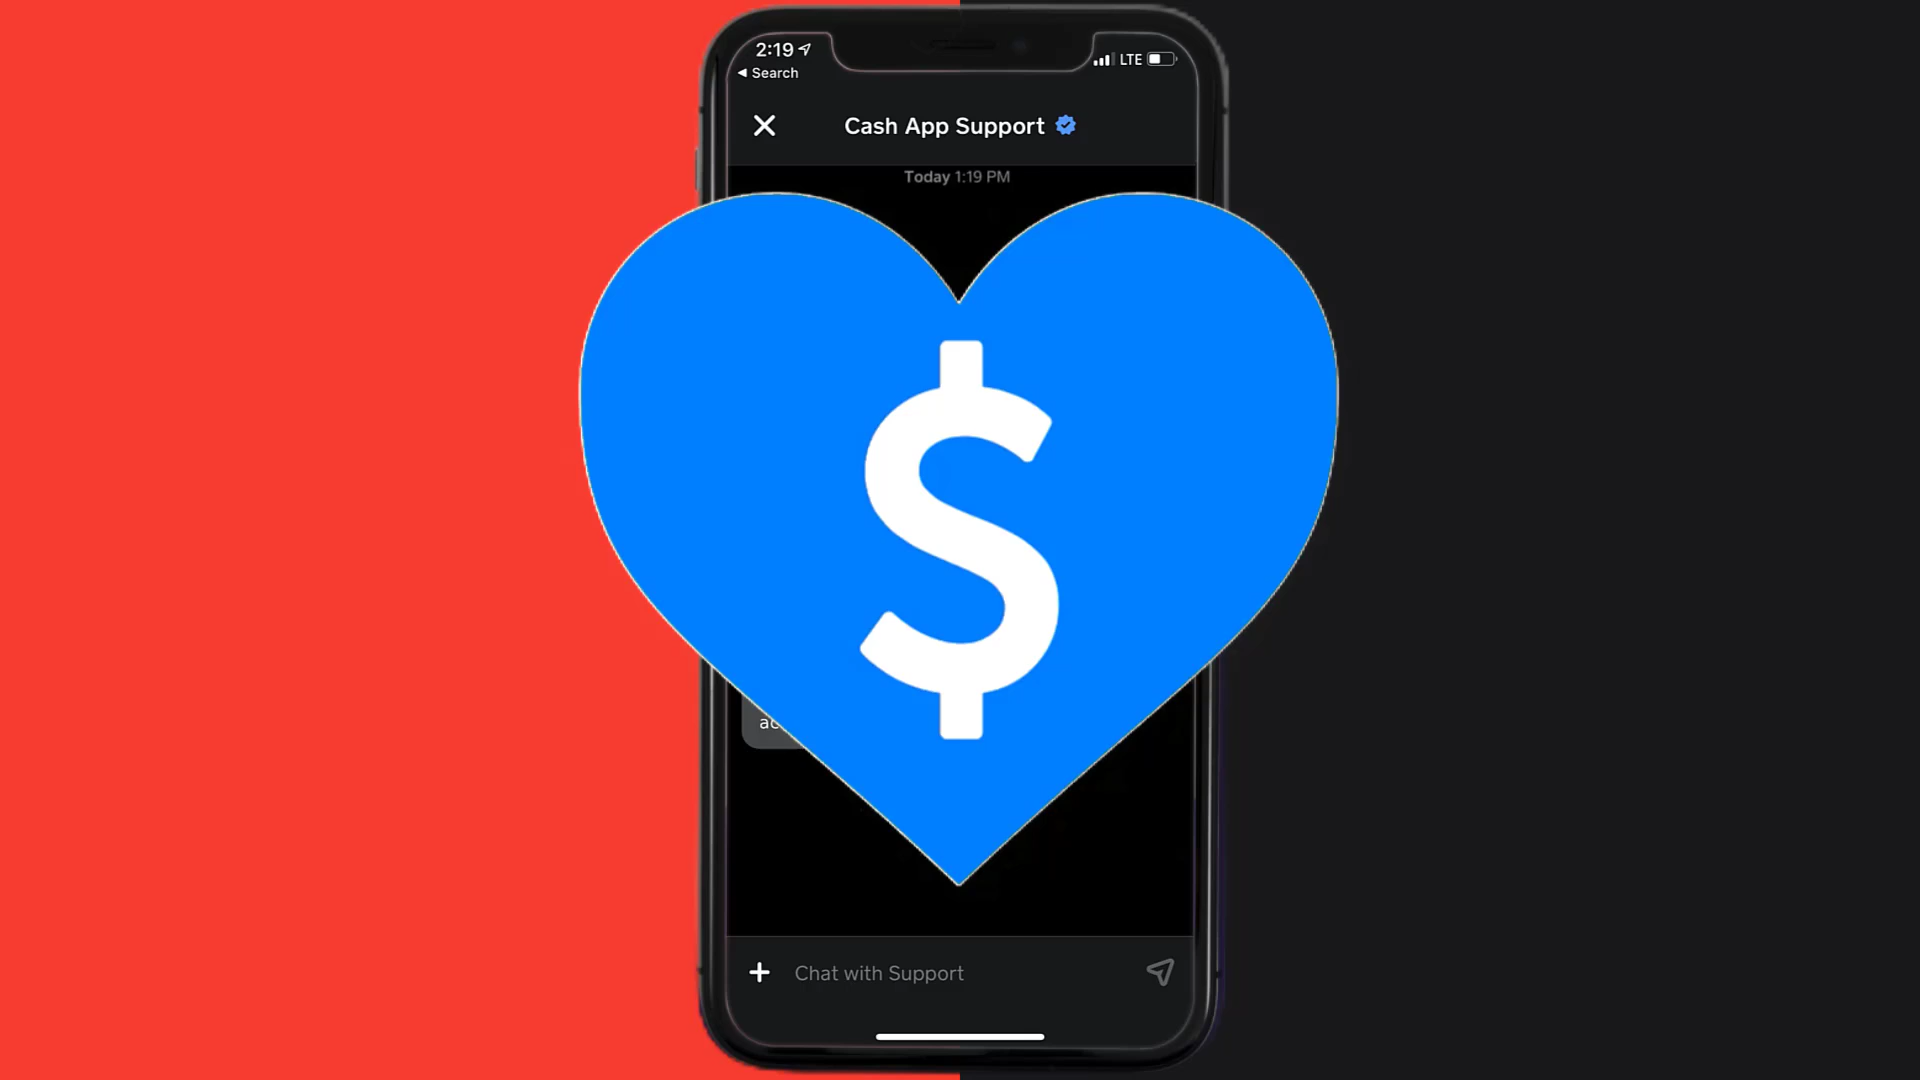 2:19
LTE
◀ Search
Cash App Support
Today 1:19 PM
$
Chat with Support